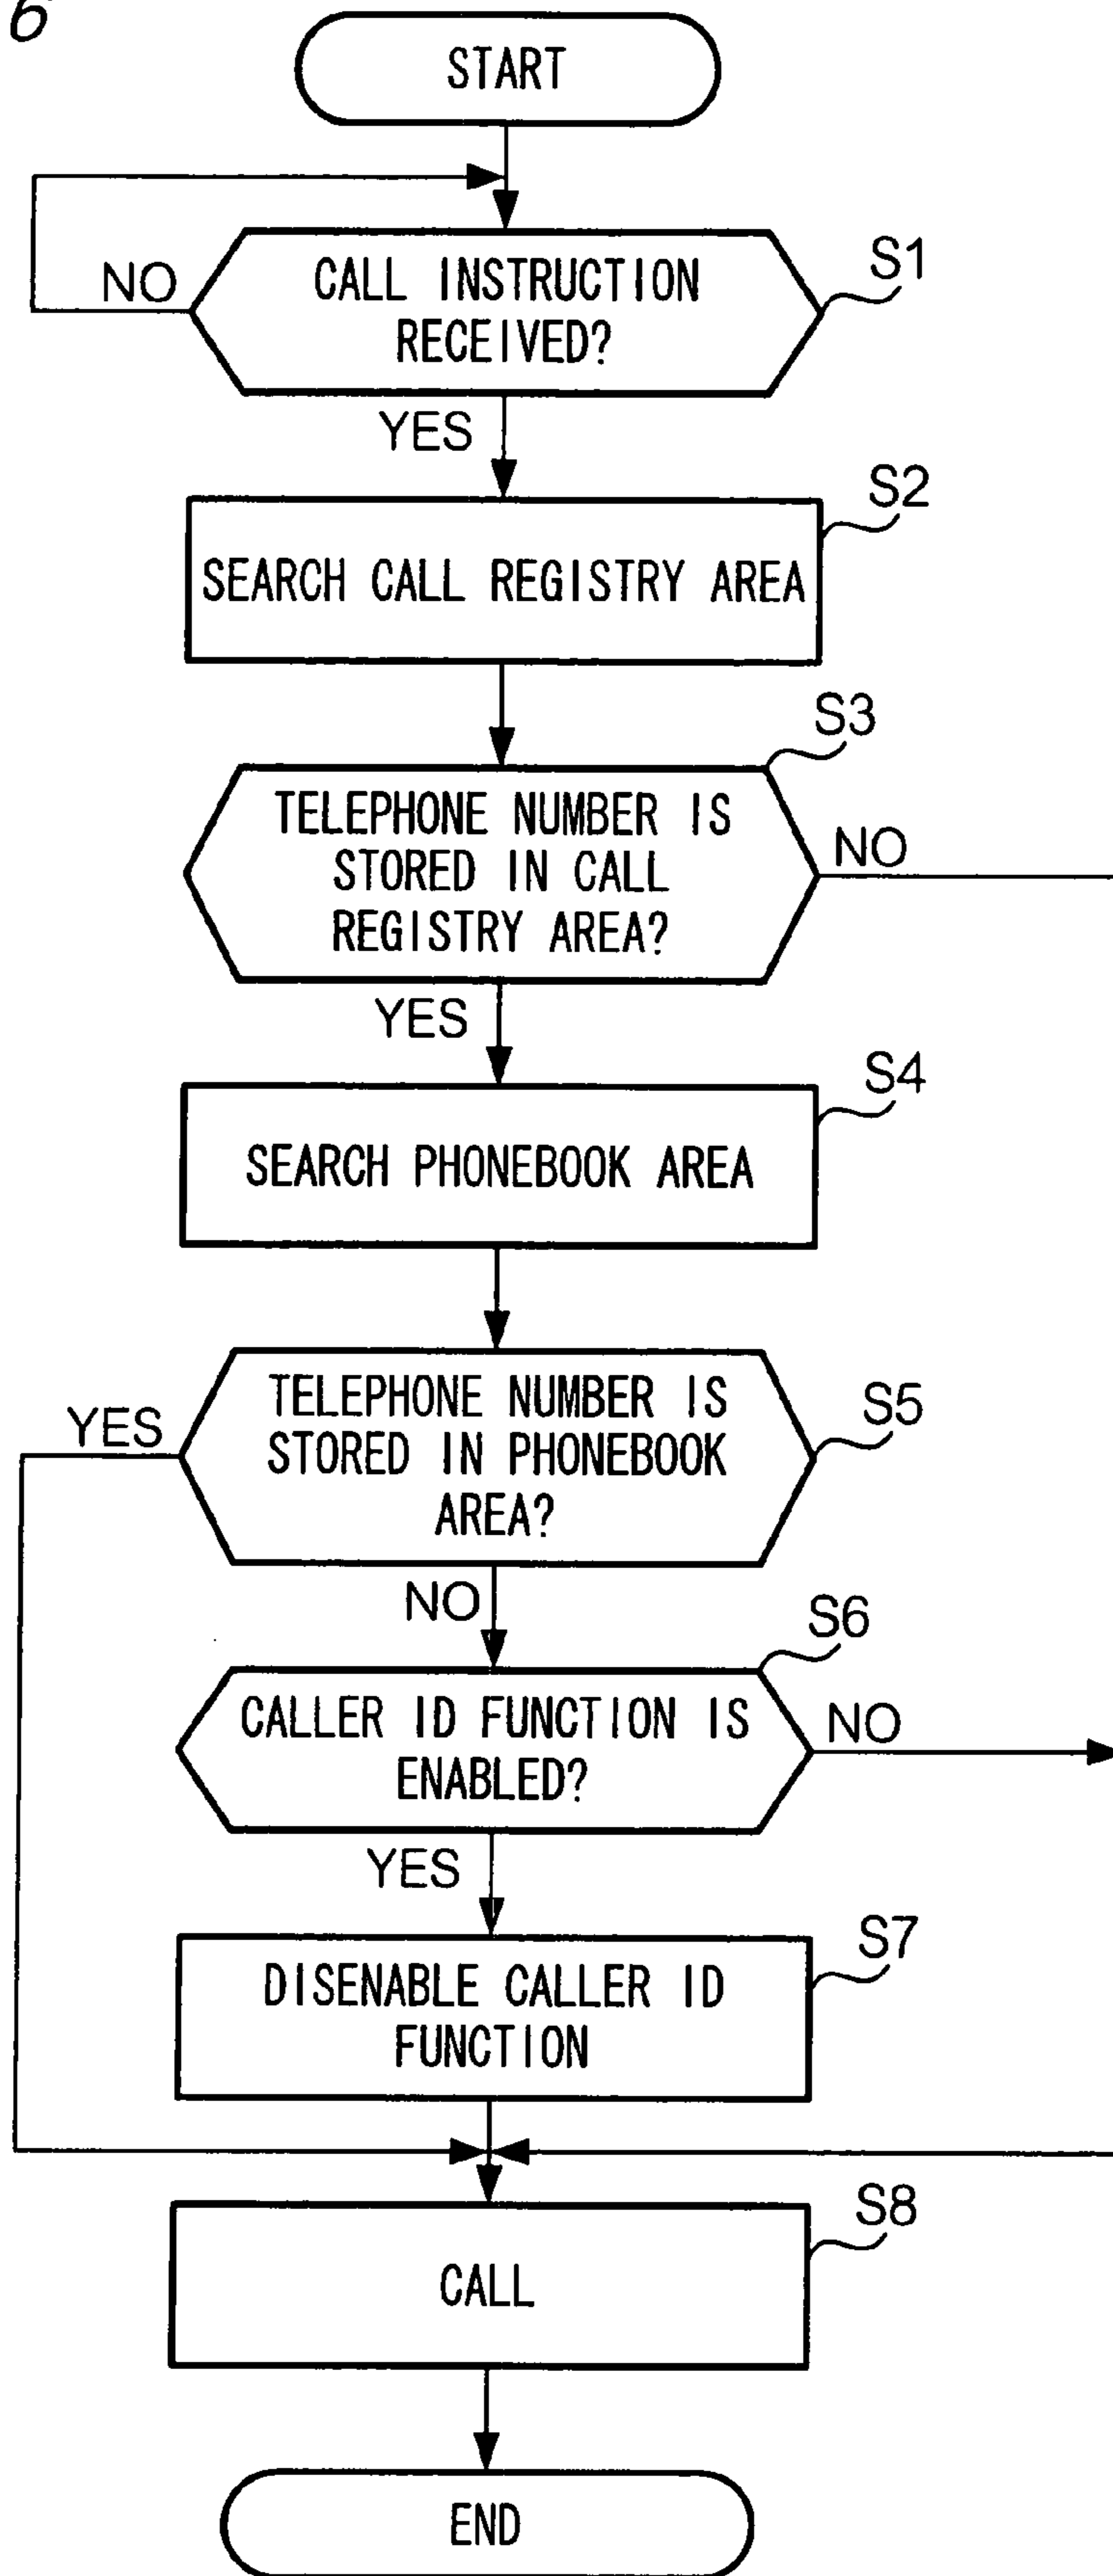 6
START
NO
CALL INSTRUCTION
RECEIVED?
S1
YES
S2
SEARCH CALL REGISTRY AREA
S3
TELEPHONE NUMBER IS
STORED IN CALL
REGISTRY AREA?
NO
YES
S4
SEARCH PHONEBOOK AREA
YES
TELEPHONE NUMBER IS
STORED IN PHONEBOOK
AREA?
S5
NO
S6
CALLER ID FUNCTION IS
ENABLED?
NO
YES
S7
DISENABLE CALLER ID
FUNCTION
S8
CALL
END